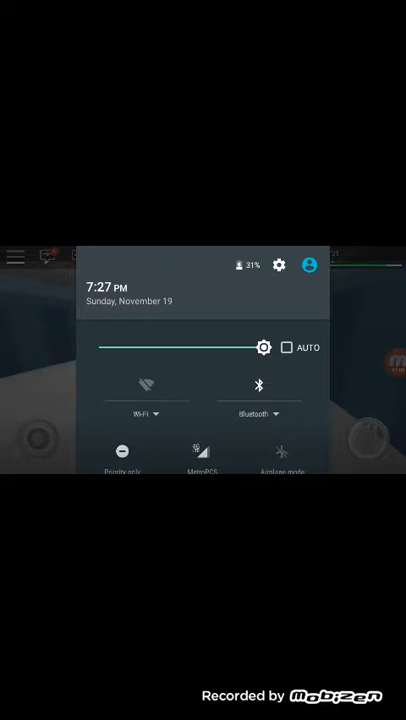 31%
7:27 PM
Sunday, November 19
AUTO
Wi-Fi
Bluetooth
4G
Priority only
MetroPCS
Airplane mode
Recorded by Mobizen